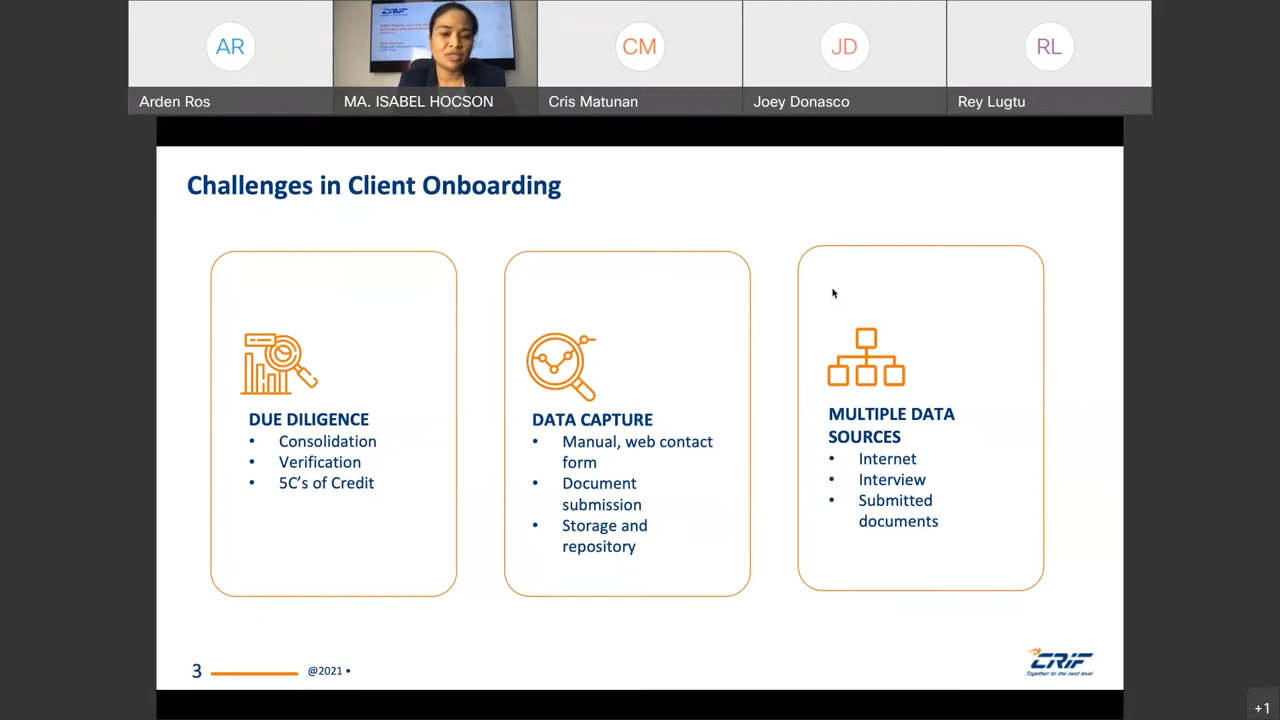 AR
CM
JD
RL
Arden Ros
MA. ISABEL HOCSON
Cris Matunan
Joey Donasco
Rey Lugtu
CRIF
Challenges in Client Onboarding
DUE DILIGENCE
• Consolidation
• Verification
• 5C's of Credit
DATA CAPTURE
• Manual, web contact
form
• Document
submission
• Storage and
repository
MULTIPLE DATA
SOURCES
• Internet
• Interview
• Submitted
documents
3
@2021 •
CRIF
Together to the next level
+1